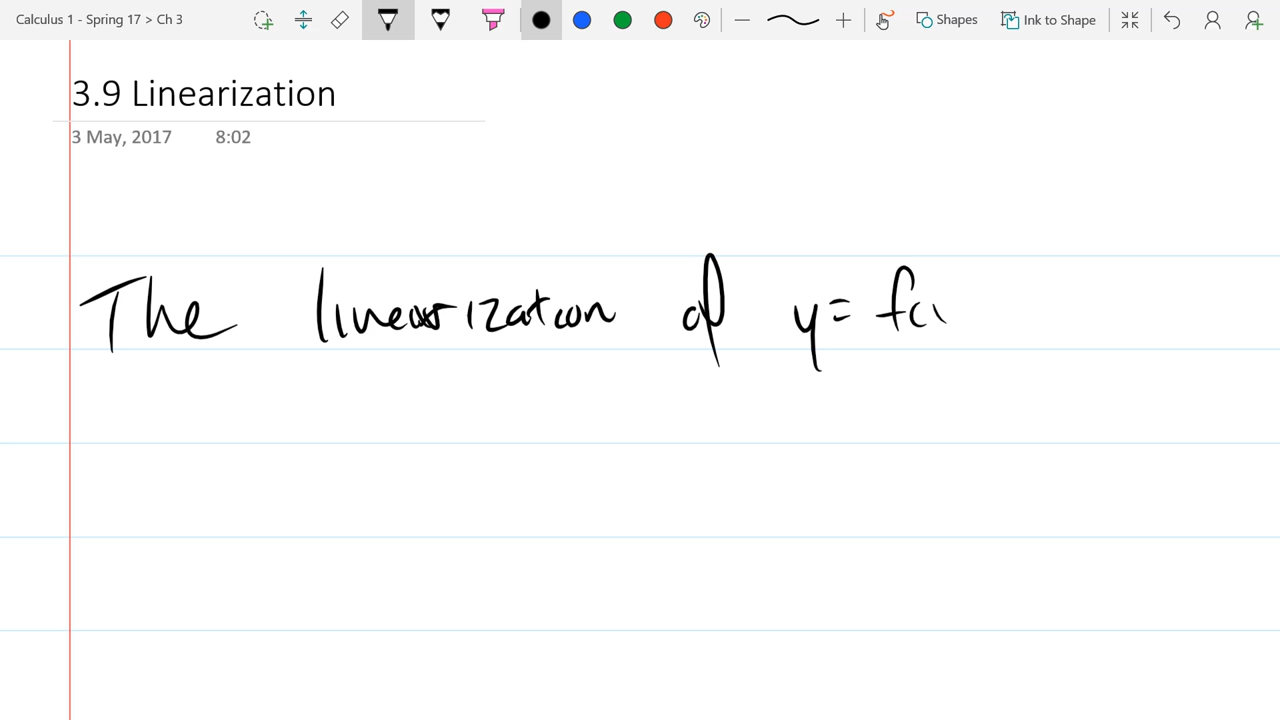 Calculus 1 - Spring 17 > Ch 3
Shapes
Ink to Shape
3.9 Linearization
3 May, 2017 8:02
The linearization of y = f(